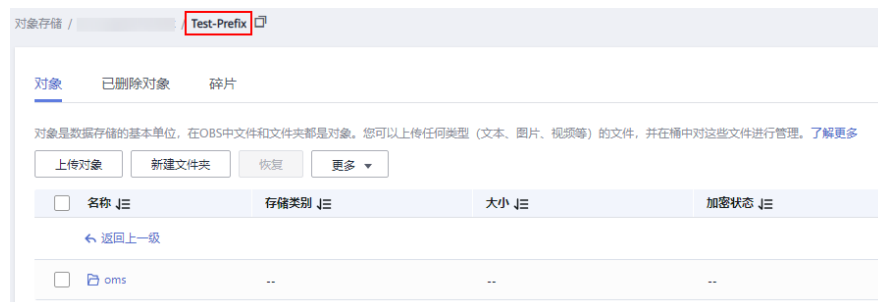 对象存储 / / Test-Prefix
对象 已删除对象 碎片
对象是数据存储的基本单位，在OBS中文件和文件夹都是对象。您可以上传任何类型（文本、图片、视频等）的文件，并在桶中对这些文件进行管理。了解更多
上传对象 新建文件夹 恢复 更多
名称 存储类别 大小 加密状态
返回上一级
oms -- -- --